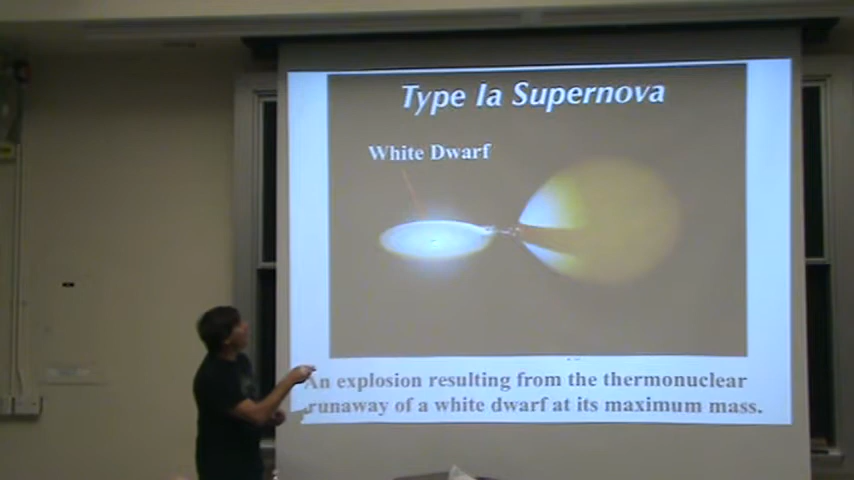 Type Ia Supernova
White Dwarf
An explosion resulting from the thermonuclear
runaway of a white dwarf at its maximum mass.